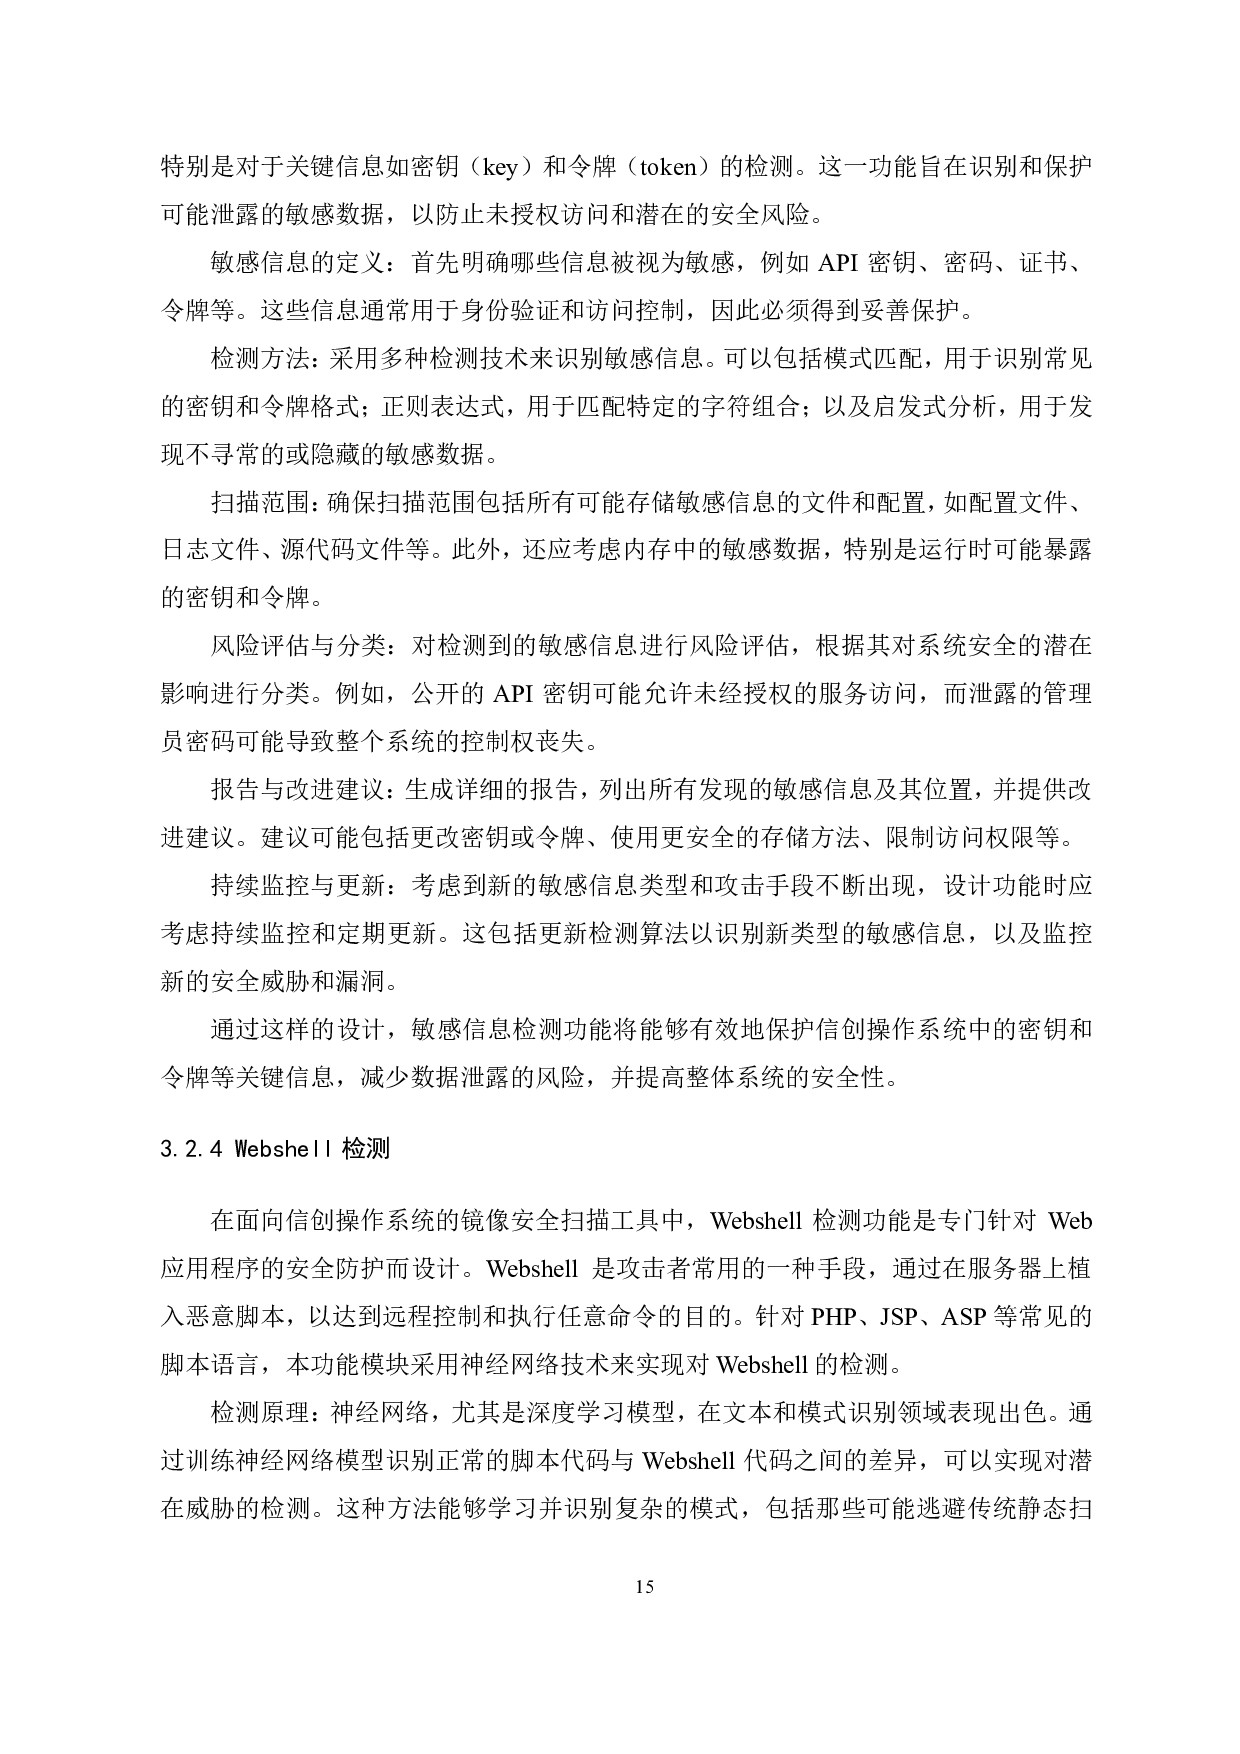 特别是对于关键信息如密钥（key）和令牌（token）的检测。这一功能旨在识别和保护
可能泄露的敏感数据，以防止未授权访问和潜在的安全风险。
敏感信息的定义：首先明确哪些信息被视为敏感，例如 API 密钥、密码、证书、
令牌等。这些信息通常用于身份验证和访问控制，因此必须得到妥善保护。
检测方法：采用多种检测技术来识别敏感信息。可以包括模式匹配，用于识别常见
的密钥和令牌格式；正则表达式，用于匹配特定的字符组合；以及启发式分析，用于发
现不寻常的或隐藏的敏感数据。
扫描范围：确保扫描范围包括所有可能存储敏感信息的文件和配置，如配置文件、
日志文件、源代码文件等。此外，还应考虑内存中的敏感数据，特别是运行时可能暴露
的密钥和令牌。
风险评估与分类：对检测到的敏感信息进行风险评估，根据其对系统安全的潜在
影响进行分类。例如，公开的 API 密钥可能允许未经授权的服务访问，而泄露的管理
员密码可能导致整个系统的控制权丧失。
报告与改进建议：生成详细的报告，列出所有发现的敏感信息及其位置，并提供改
进建议。建议可能包括更改密钥或令牌、使用更安全的存储方法、限制访问权限等。
持续监控与更新：考虑到新的敏感信息类型和攻击手段不断出现，设计功能时应
考虑持续监控和定期更新。这包括更新检测算法以识别新类型的敏感信息，以及监控
新的安全威胁和漏洞。
通过这样的设计，敏感信息检测功能将能够有效地保护信创操作系统中的密钥和
令牌等关键信息，减少数据泄露的风险，并提高整体系统的安全性。
3.2.4 Webshell 检测
在面向信创操作系统的镜像安全扫描工具中，Webshell 检测功能是专门针对 Web
应用程序的安全防护而设计。Webshell 是攻击者常用的一种手段，通过在服务器上植
入恶意脚本，以达到远程控制和执行任意命令的目的。针对 PHP、JSP、ASP 等常见的
脚本语言，本功能模块采用神经网络技术来实现对 Webshell 的检测。
检测原理：神经网络，尤其是深度学习模型，在文本和模式识别领域表现出色。通
过训练神经网络模型识别正常的脚本代码与 Webshell 代码之间的差异，可以实现对潜
在威胁的检测。这种方法能够学习并识别复杂的模式，包括那些可能逃避传统静态扫
15